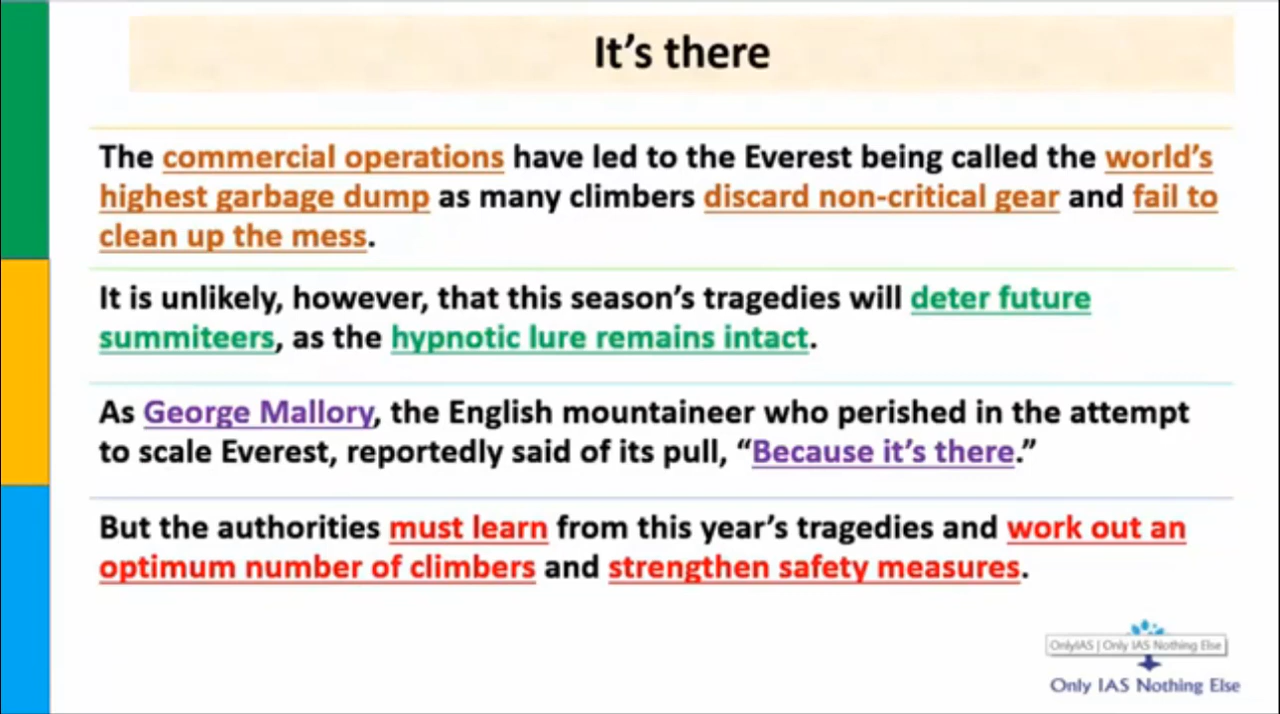 It’s there
The commercial operations have led to the Everest being called the world’s
highest garbage dump as many climbers discard non-critical gear and fail to
clean up the mess.
It is unlikely, however, that this season’s tragedies will deter future
summiteers, as the hypnotic lure remains intact.
As George Mallory, the English mountaineer who perished in the attempt
to scale Everest, reportedly said of its pull, “Because it’s there.”
But the authorities must learn from this year’s tragedies and work out an
optimum number of climbers and strengthen safety measures.
OnlyIAS | Only IAS Nothing Else
Only IAS Nothing Else